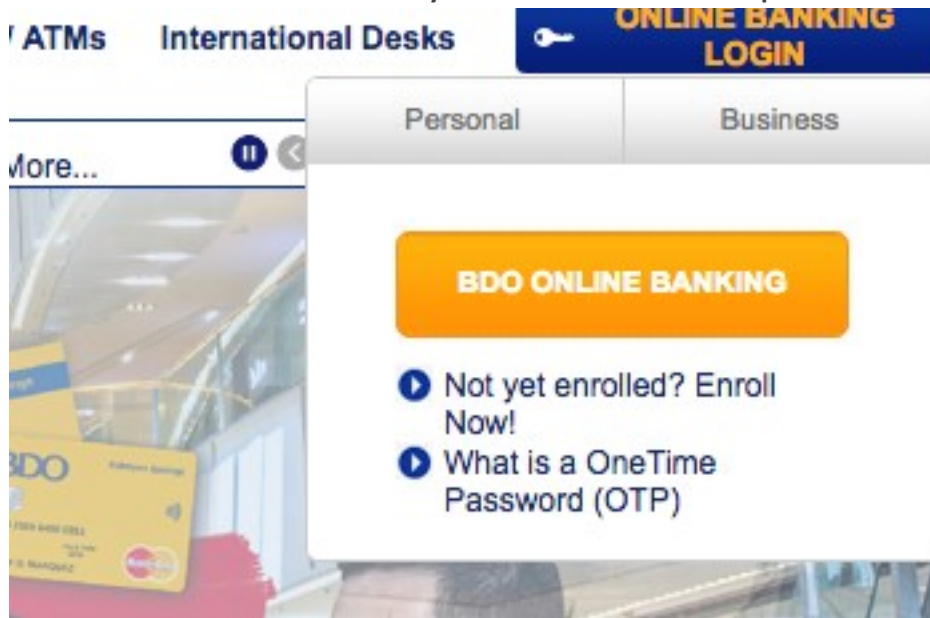 ATMs International Desks
ONLINE BANKING
LOGIN
Personal Business
More...
BDO ONLINE BANKING
Not yet enrolled? Enroll
Now!
What is a OneTime
Password (OTP)
BDO